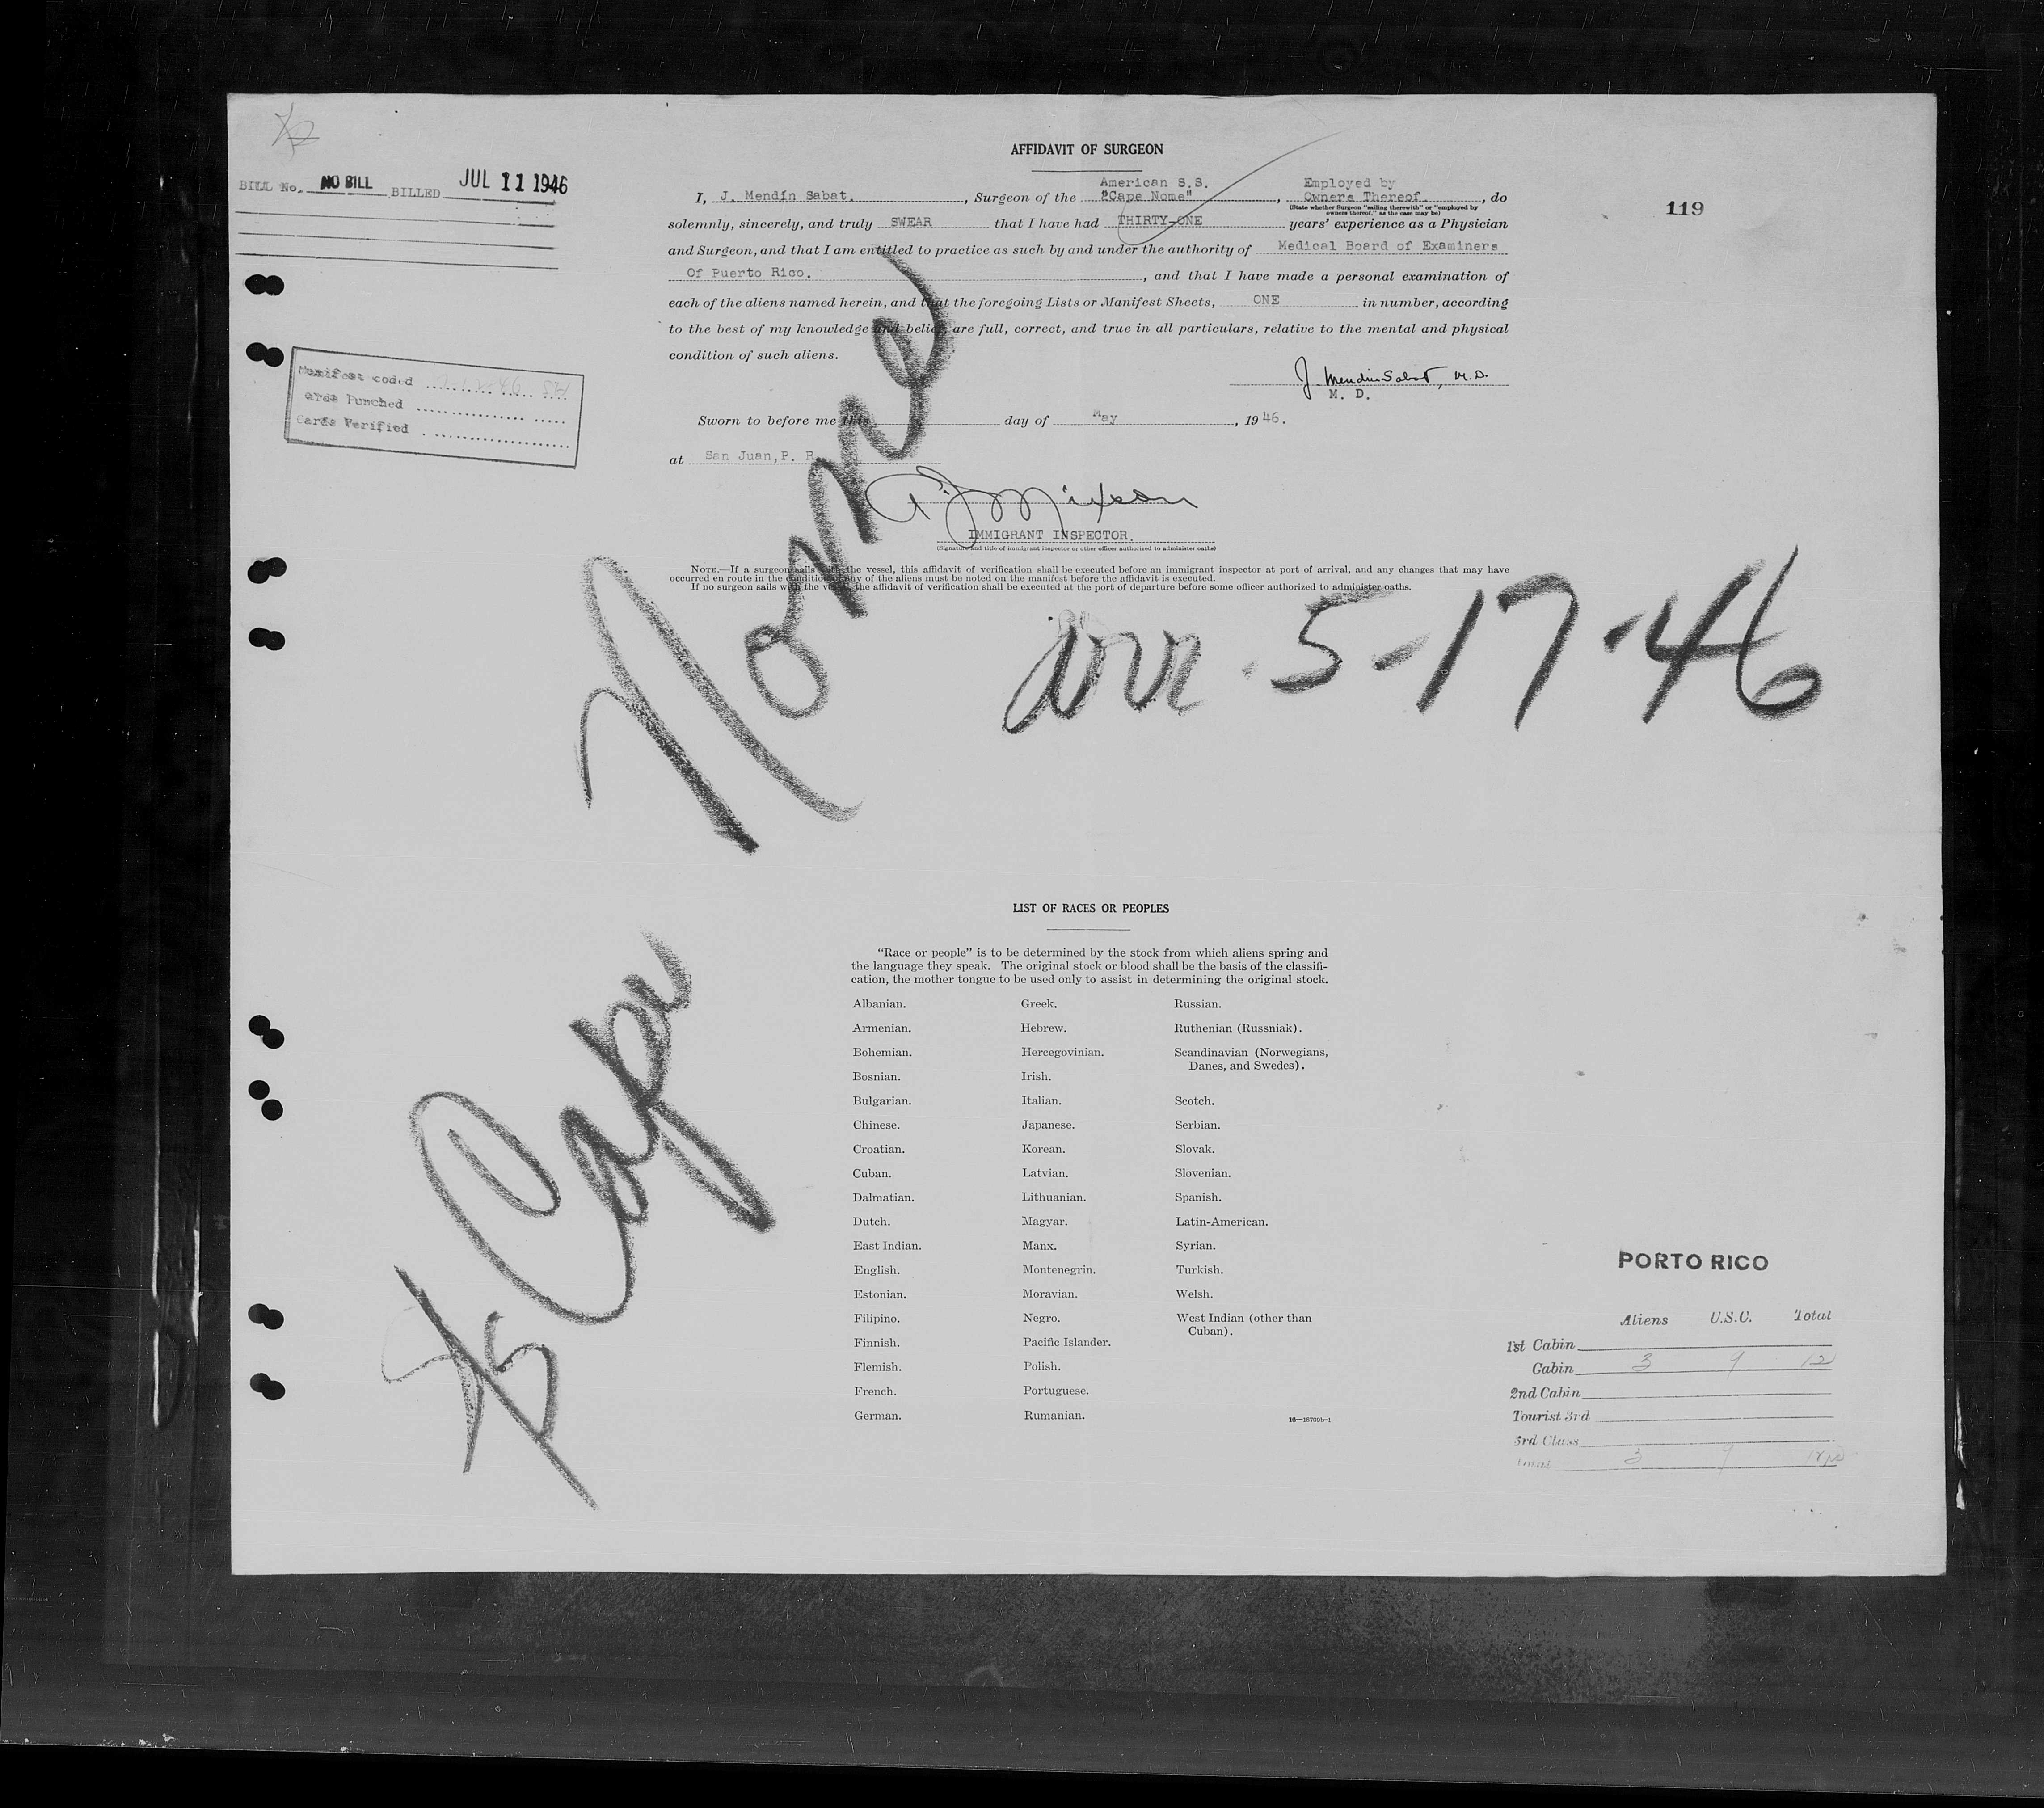 BILL No. NO BILL BILLED JUL 11 1946
AFFIDAVIT OF SURGEON
119
American S.S. Employed by
I, J. Mendín Sabat. , Surgeon of the "Cape Nome" , Owners Thereof. , do
(State whether Surgeon "sailing therewith" or "employed by
owners thereof," as the case may be)
solemnly, sincerely, and truly SWEAR that I have had THIRTY-ONE years' experience as a Physician
and Surgeon, and that I am entitled to practice as such by and under the authority of Medical Board of Examiners
Of Puerto Rico. , and that I have made a personal examination of
each of the aliens named herein, and that the foregoing Lists or Manifest Sheets, ONE in number, according
to the best of my knowledge and belief, are full, correct, and true in all particulars, relative to the mental and physical
condition of such aliens.
J. Mendín Sabat, M.D.
M. D.
Manifest coded
ards Punched
Cards Verified
Sworn to before me this day of May , 1946.
at San Juan, P. R.
IMMIGRANT INSPECTOR.
(Signature and title of immigrant inspector or other officer authorized to administer oaths)
NOTE.—If a surgeon sails with the vessel, this affidavit of verification shall be executed before an immigrant inspector at port of arrival, and any changes that may have
occurred en route in the condition of any of the aliens must be noted on the manifest before the affidavit is executed.
If no surgeon sails with the vessel, the affidavit of verification shall be executed at the port of departure before some officer authorized to administer oaths.
arr. 5-17-46
SS Cape Nome
LIST OF RACES OR PEOPLES
"Race or people" is to be determined by the stock from which aliens spring and
the language they speak. The original stock or blood shall be the basis of the classifi-
cation, the mother tongue to be used only to assist in determining the original stock.
Albanian.
Armenian.
Bohemian.
Bosnian.
Bulgarian.
Chinese.
Croatian.
Cuban.
Dalmatian.
Dutch.
East Indian.
English.
Estonian.
Filipino.
Finnish.
Flemish.
French.
German.
Greek.
Hebrew.
Hercegovinian.
Irish.
Italian.
Japanese.
Korean.
Latvian.
Lithuanian.
Magyar.
Manx.
Montenegrin.
Moravian.
Negro.
Pacific Islander.
Polish.
Portuguese.
Rumanian.
Russian.
Ruthenian (Russniak).
Scandinavian (Norwegians,
Danes, and Swedes).
Scotch.
Serbian.
Slovak.
Slovenian.
Spanish.
Latin-American.
Syrian.
Turkish.
Welsh.
West Indian (other than
Cuban).
16—18709b-1
PORTO RICO
Aliens U.S.C. Total
1st Cabin
Cabin 3 9 12
2nd Cabin
Tourist 3rd
3rd Class
Total 3 9